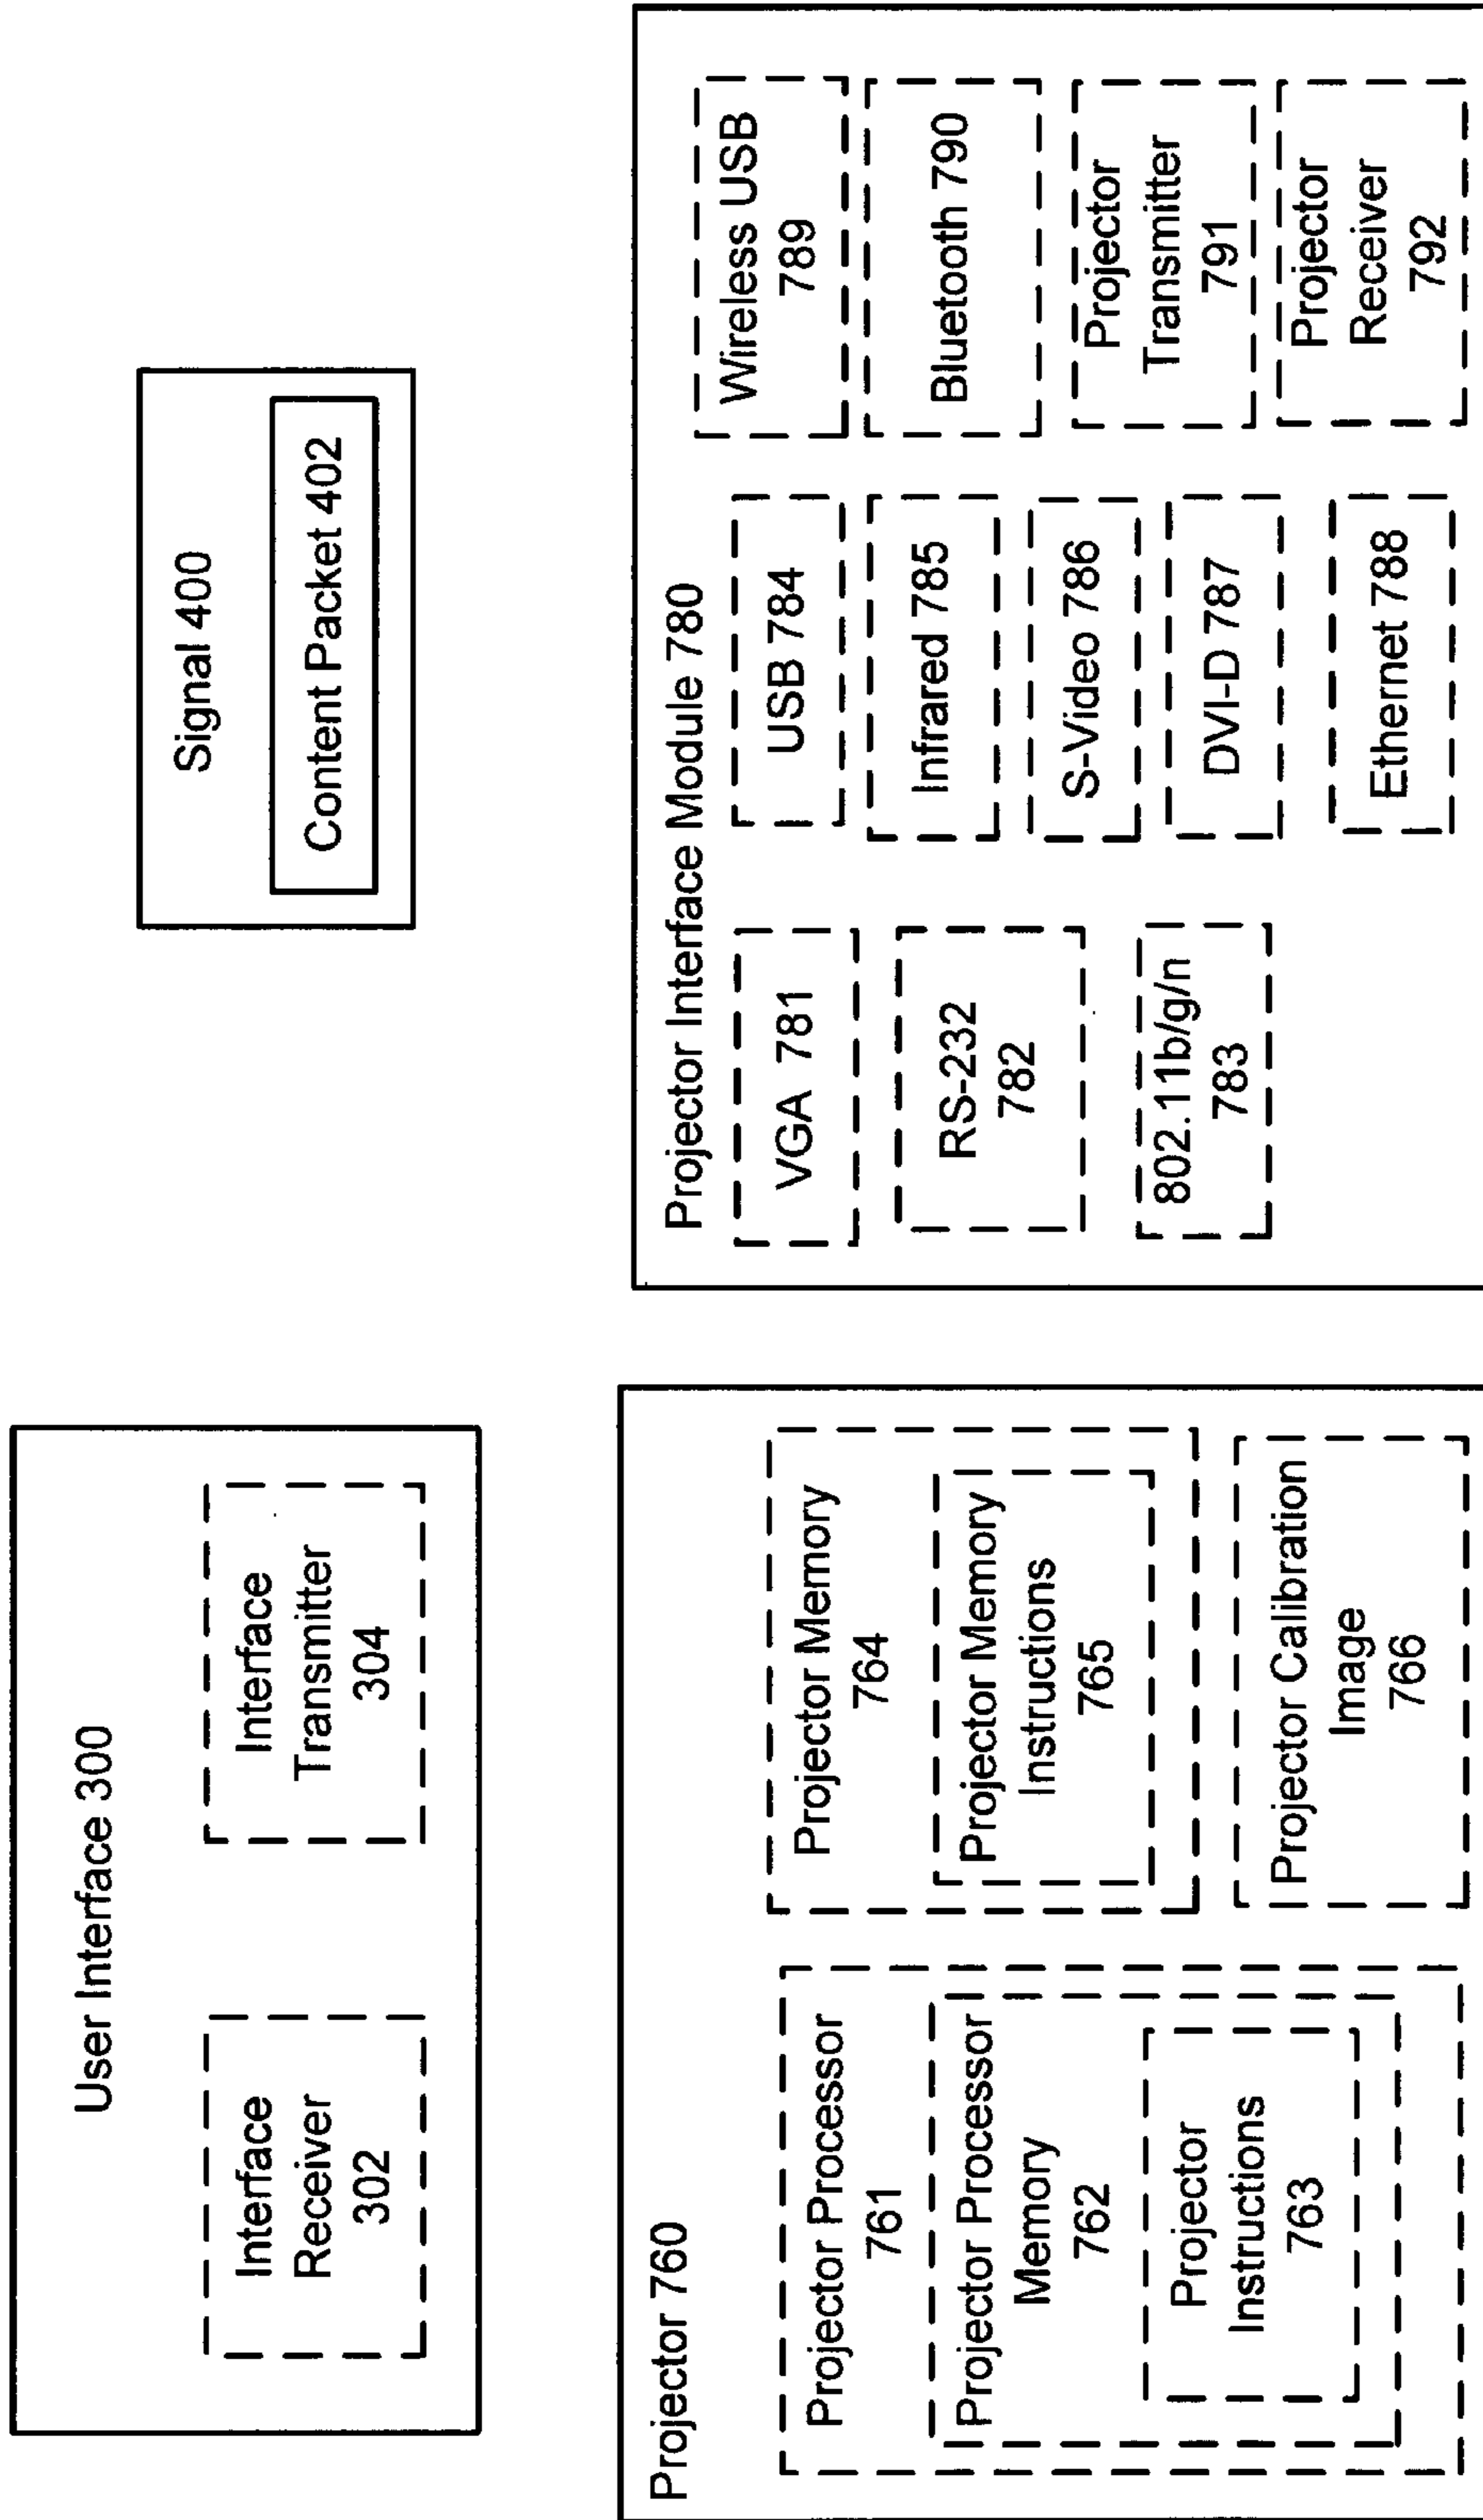 User Interface 300
Interface
Receiver
302
Interface
Transmitter
304
Signal 400
Content Packet 402
Projector 760
Projector Processor
761
Projector Processor
Memory
762
Projector
Instructions
763
Projector Memory
764
Projector Memory
Instructions
765
Projector Calibration
Image
766
Projector Interface Module 780
VGA 781
RS-232
782
802.11b/g/n
783
USB 784
Infrared 785
S-Video 786
DVI-D 787
Ethernet 788
Wireless USB
789
Bluetooth 790
Projector
Transmitter
791
Projector
Receiver
792